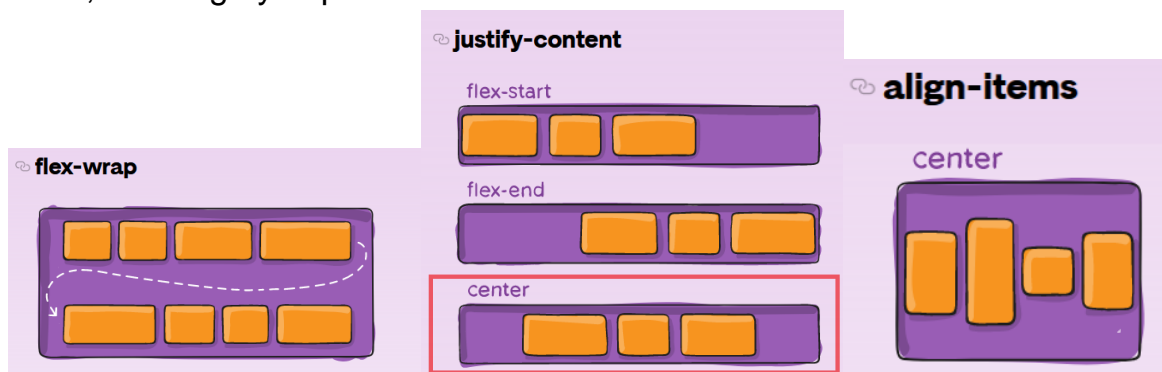 flex-wrap
justify-content
flex-start
flex-end
center
align-items
center